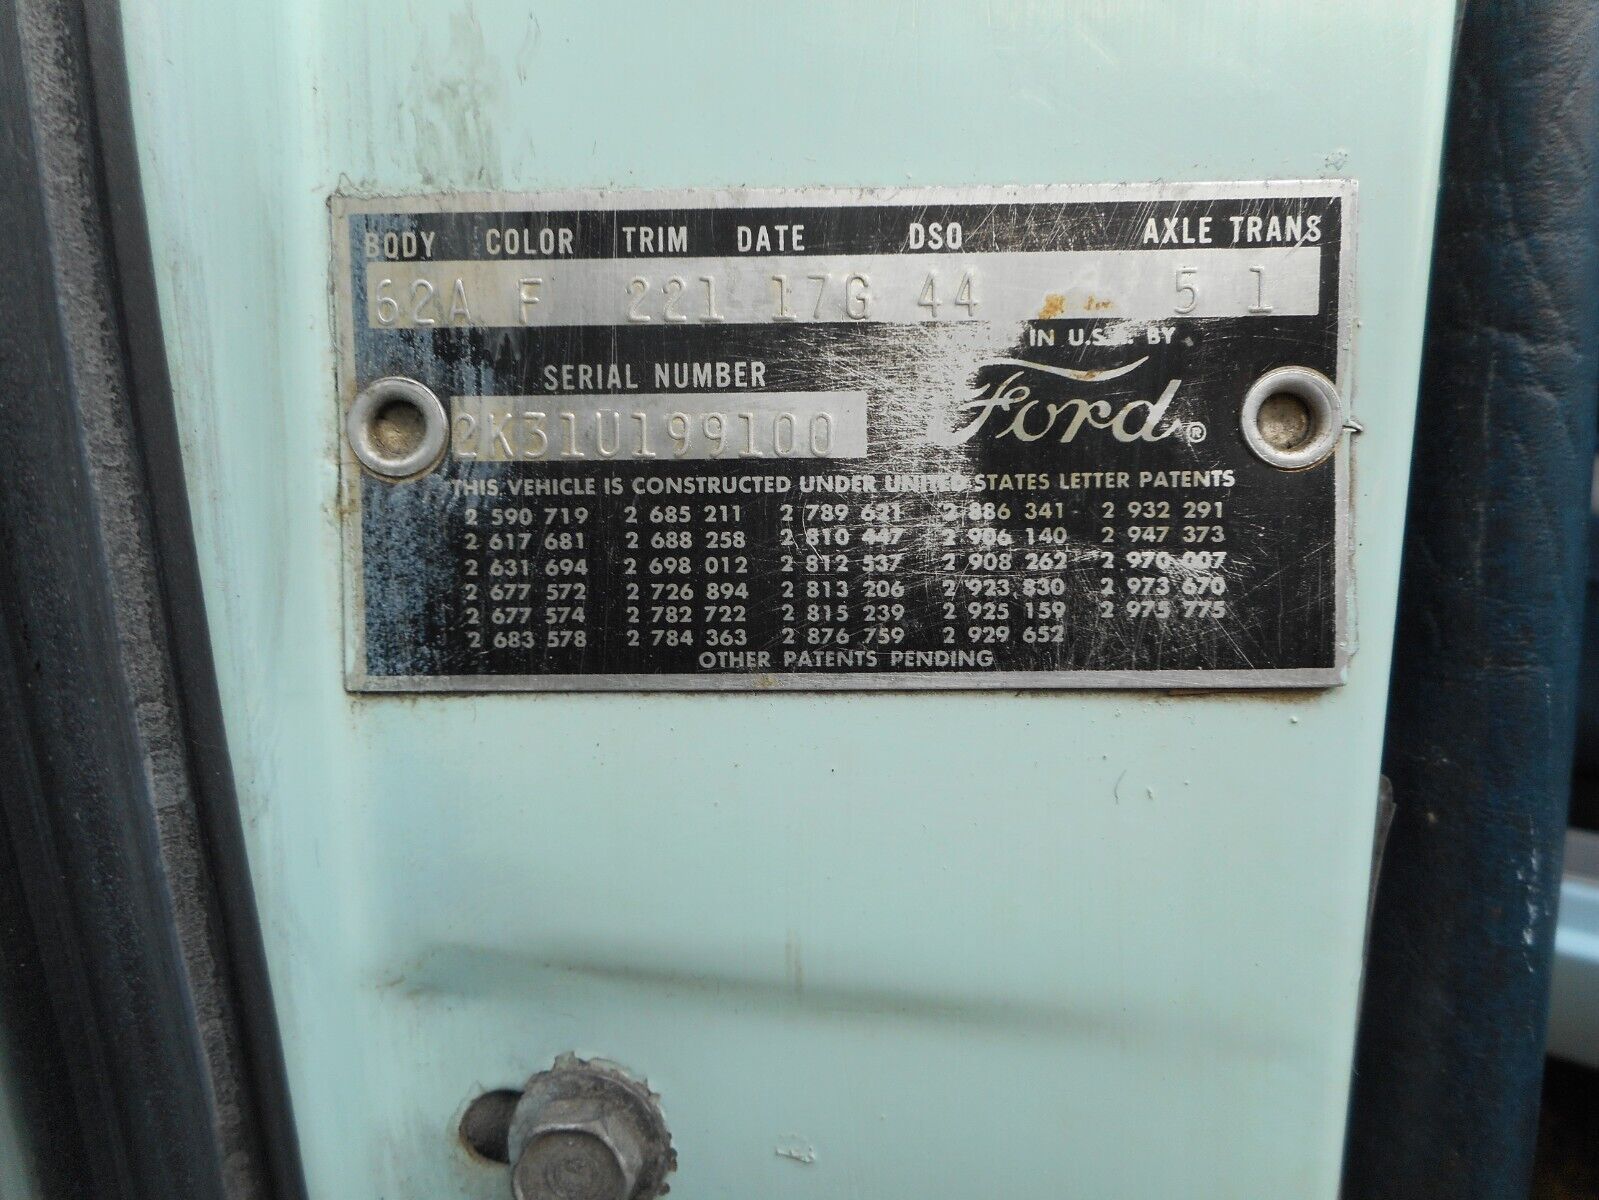 BODY COLOR TRIM DATE DSO AXLE TRANS
62A F 221 17G 44 5 1
IN U.S. BY
SERIAL NUMBER
2K31U199100
Ford®
THIS VEHICLE IS CONSTRUCTED UNDER UNITED STATES LETTER PATENTS
2 590 719 2 685 211 2 789 621 2 886 341 2 932 291
2 617 681 2 688 258 2 810 447 2 906 140 2 947 373
2 631 694 2 698 012 2 812 537 2 908 262 2 970 007
2 677 572 2 726 894 2 813 206 2 923 830 2 973 670
2 677 574 2 782 722 2 815 239 2 925 159 2 975 775
2 683 578 2 784 363 2 876 759 2 929 652
OTHER PATENTS PENDING